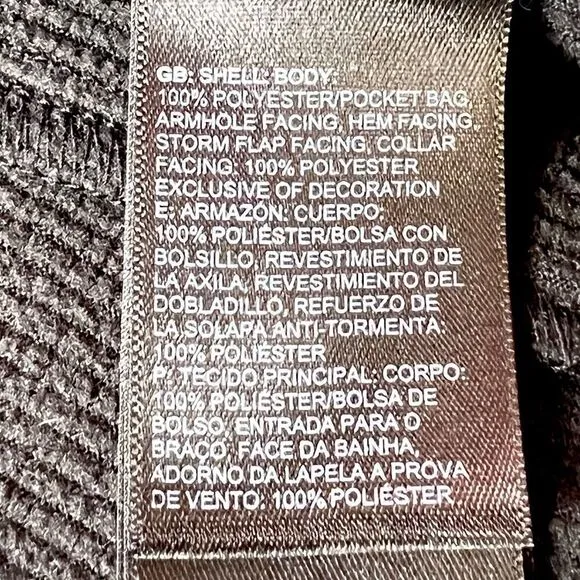 GB: SHELL: BODY:
100% POLYESTER/POCKET BAG,
ARMHOLE FACING, HEM FACING,
STORM FLAP FACING, COLLAR
FACING: 100% POLYESTER
EXCLUSIVE OF DECORATION
E: ARMAZÓN: CUERPO:
100% POLIÉSTER/BOLSA CON
BOLSILLO, REVESTIMIENTO DE
LA AXILA, REVESTIMIENTO DEL
DOBLADILLO, REFUERZO DE
LA SOLAPA ANTI-TORMENTA:
100% POLIÉSTER
P: TECIDO PRINCIPAL: CORPO:
100% POLIÉSTER/BOLSA DE
BOLSO, ENTRADA PARA O
BRAÇO, FACE DA BAINHA,
ADORNO DA LAPELA A PROVA
DE VENTO: 100% POLIÉSTER.